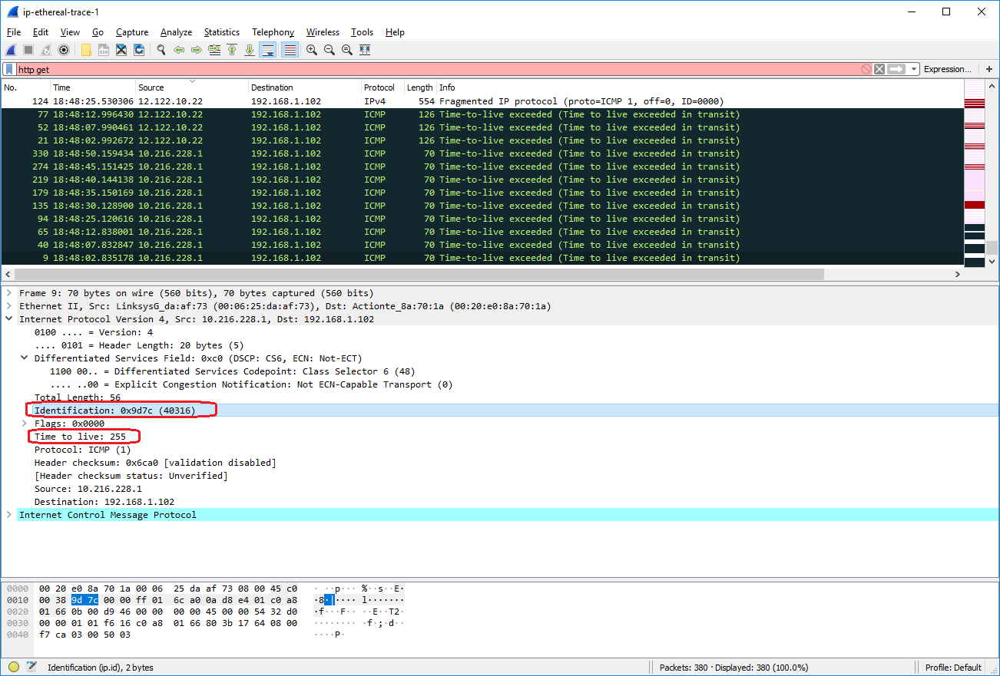 ip-ethereal-trace-1
File Edit View Go Capture Analyze Statistics Telephony Wireless Tools Help
http get Expression... +
No. Time Source Destination Protocol Length Info
124 18:48:25.530306 12.122.10.22 192.168.1.102 IPv4 554 Fragmented IP protocol (proto=ICMP 1, off=0, ID=0000)
77 18:48:12.996430 12.122.10.22 192.168.1.102 ICMP 126 Time-to-live exceeded (Time to live exceeded in transit)
52 18:48:07.990461 12.122.10.22 192.168.1.102 ICMP 126 Time-to-live exceeded (Time to live exceeded in transit)
21 18:48:02.992672 12.122.10.22 192.168.1.102 ICMP 126 Time-to-live exceeded (Time to live exceeded in transit)
330 18:48:50.159434 10.216.228.1 192.168.1.102 ICMP 70 Time-to-live exceeded (Time to live exceeded in transit)
274 18:48:45.151425 10.216.228.1 192.168.1.102 ICMP 70 Time-to-live exceeded (Time to live exceeded in transit)
219 18:48:40.144138 10.216.228.1 192.168.1.102 ICMP 70 Time-to-live exceeded (Time to live exceeded in transit)
179 18:48:35.150169 10.216.228.1 192.168.1.102 ICMP 70 Time-to-live exceeded (Time to live exceeded in transit)
135 18:48:30.128900 10.216.228.1 192.168.1.102 ICMP 70 Time-to-live exceeded (Time to live exceeded in transit)
94 18:48:25.120616 10.216.228.1 192.168.1.102 ICMP 70 Time-to-live exceeded (Time to live exceeded in transit)
65 18:48:12.838001 10.216.228.1 192.168.1.102 ICMP 70 Time-to-live exceeded (Time to live exceeded in transit)
40 18:48:07.832847 10.216.228.1 192.168.1.102 ICMP 70 Time-to-live exceeded (Time to live exceeded in transit)
9 18:48:02.835178 10.216.228.1 192.168.1.102 ICMP 70 Time-to-live exceeded (Time to live exceeded in transit)
Frame 9: 70 bytes on wire (560 bits), 70 bytes captured (560 bits)
Ethernet II, Src: LinksysG_da:af:73 (00:06:25:da:af:73), Dst: Actionte_8a:70:1a (00:20:e0:8a:70:1a)
Internet Protocol Version 4, Src: 10.216.228.1, Dst: 192.168.1.102
0100 .... = Version: 4
.... 0101 = Header Length: 20 bytes (5)
Differentiated Services Field: 0xc0 (DSCP: CS6, ECN: Not-ECT)
1100 00.. = Differentiated Services Codepoint: Class Selector 6 (48)
.... ..00 = Explicit Congestion Notification: Not ECN-Capable Transport (0)
Total Length: 56
Identification: 0x9d7c (40316)
Flags: 0x0000
Time to live: 255
Protocol: ICMP (1)
Header checksum: 0x6ca0 [validation disabled]
[Header checksum status: Unverified]
Source: 10.216.228.1
Destination: 192.168.1.102
Internet Control Message Protocol
0000 00 20 e0 8a 70 1a 00 06 25 da af 73 08 00 45 c0 · ··p··· %··s··E·
0010 00 38 9d 7c 00 00 ff 01 6c a0 0a d8 e4 01 c0 a8 ·8·|···· l·······
0020 01 66 0b 00 d9 46 00 00 00 00 45 00 00 54 32 d0 ·f···F·· ··E··T2·
0030 00 00 01 01 f6 16 c0 a8 01 66 80 3b 17 64 08 00 ········ ·f·;·d··
0040 f7 ca 03 00 50 03 ····P·
Identification (ip.id), 2 bytes Packets: 380 · Displayed: 380 (100.0%) Profile: Default